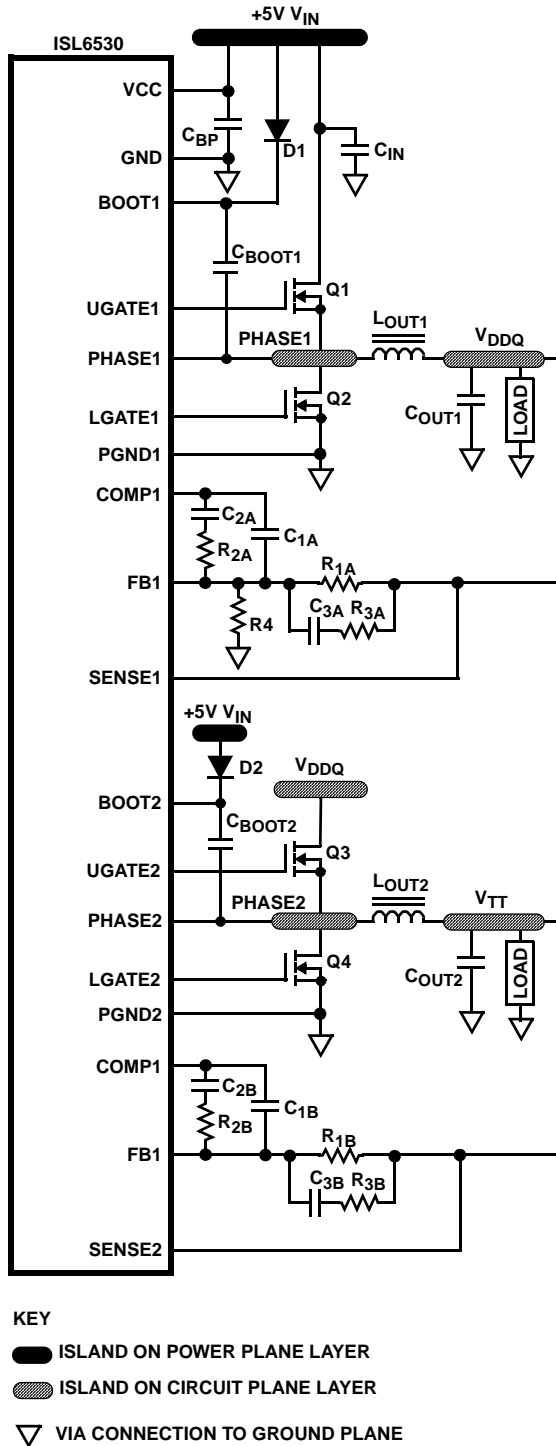 +5V VIN
ISL6530
VCC
CBP
D1
CIN
GND
BOOT1
CBOOT1
Q1
UGATE1
LOUT1
PHASE1
VDDQ
PHASE1
Q2
COUT1
LOAD
LGATE1
PGND1
COMP1
C2A
C1A
R2A
R1A
FB1
C3A
R3A
R4
SENSE1
+5V VIN
D2
VDDQ
BOOT2
CBOOT2
Q3
UGATE2
LOUT2
PHASE2
VTT
PHASE2
Q4
COUT2
LOAD
LGATE2
PGND2
COMP1
C2B
C1B
R2B
R1B
FB1
C3B
R3B
SENSE2
KEY
ISLAND ON POWER PLANE LAYER
ISLAND ON CIRCUIT PLANE LAYER
VIA CONNECTION TO GROUND PLANE